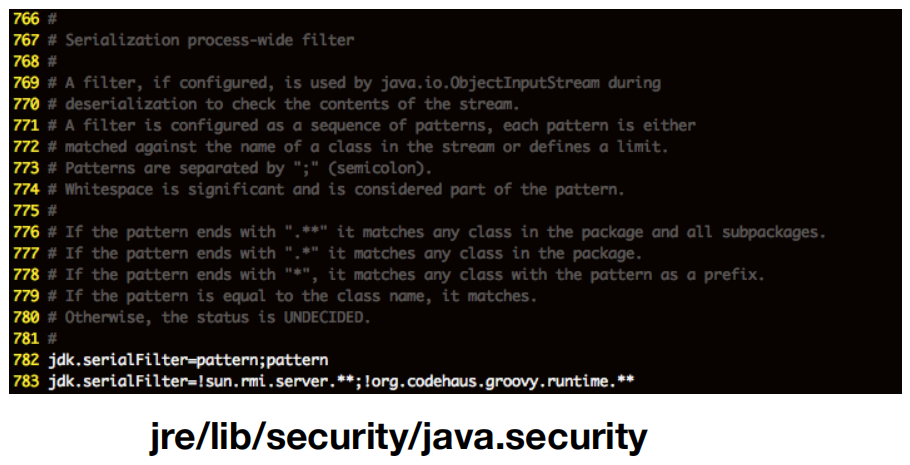 766 #
767 # Serialization process-wide filter
768 #
769 # A filter, if configured, is used by java.io.ObjectInputStream during
770 # deserialization to check the contents of the stream.
771 # A filter is configured as a sequence of patterns, each pattern is either
772 # matched against the name of a class in the stream or defines a limit.
773 # Patterns are separated by ";" (semicolon).
774 # Whitespace is significant and is considered part of the pattern.
775 #
776 # If the pattern ends with ".**" it matches any class in the package and all subpackages.
777 # If the pattern ends with ".*" it matches any class in the package.
778 # If the pattern ends with "*", it matches any class with the pattern as a prefix.
779 # If the pattern is equal to the class name, it matches.
780 # Otherwise, the status is UNDECIDED.
781 #
782 jdk.serialFilter=pattern;pattern
783 jdk.serialFilter=!sun.rmi.server.**;!org.codehaus.groovy.runtime.**
jre/lib/security/java.security